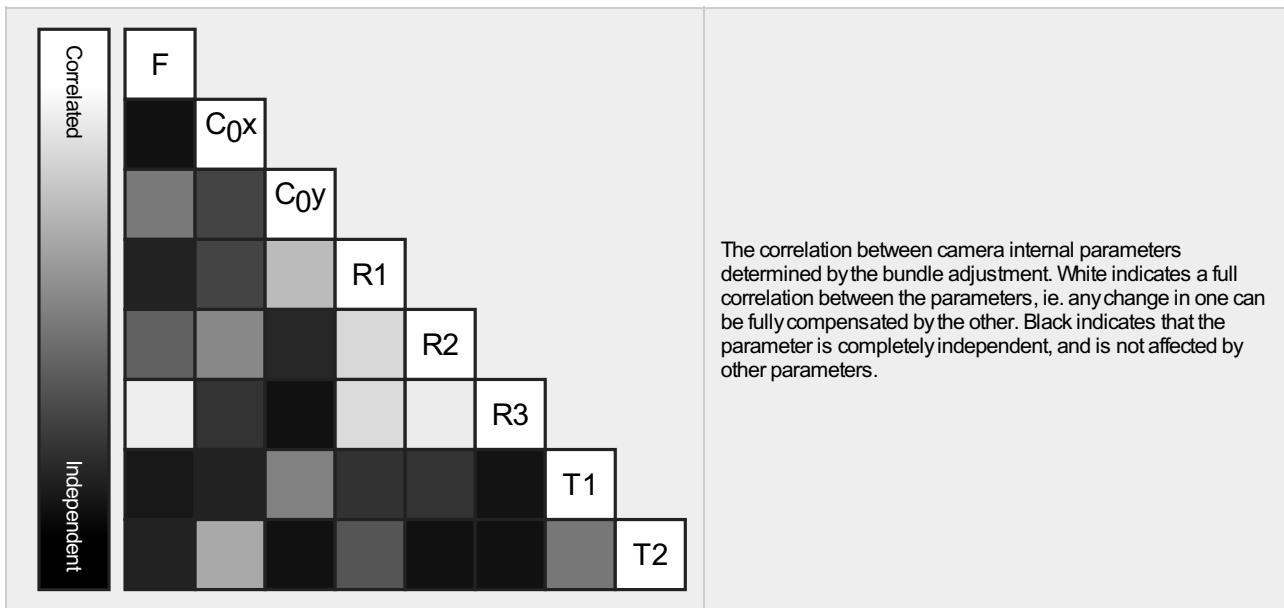 Correlated
Independent
F
C0x
C0y
R1
R2
R3
T1
T2
The correlation between camera internal parameters
determined by the bundle adjustment. White indicates a full
correlation between the parameters, ie. any change in one can
be fully compensated by the other. Black indicates that the
parameter is completely independent, and is not affected by
other parameters.